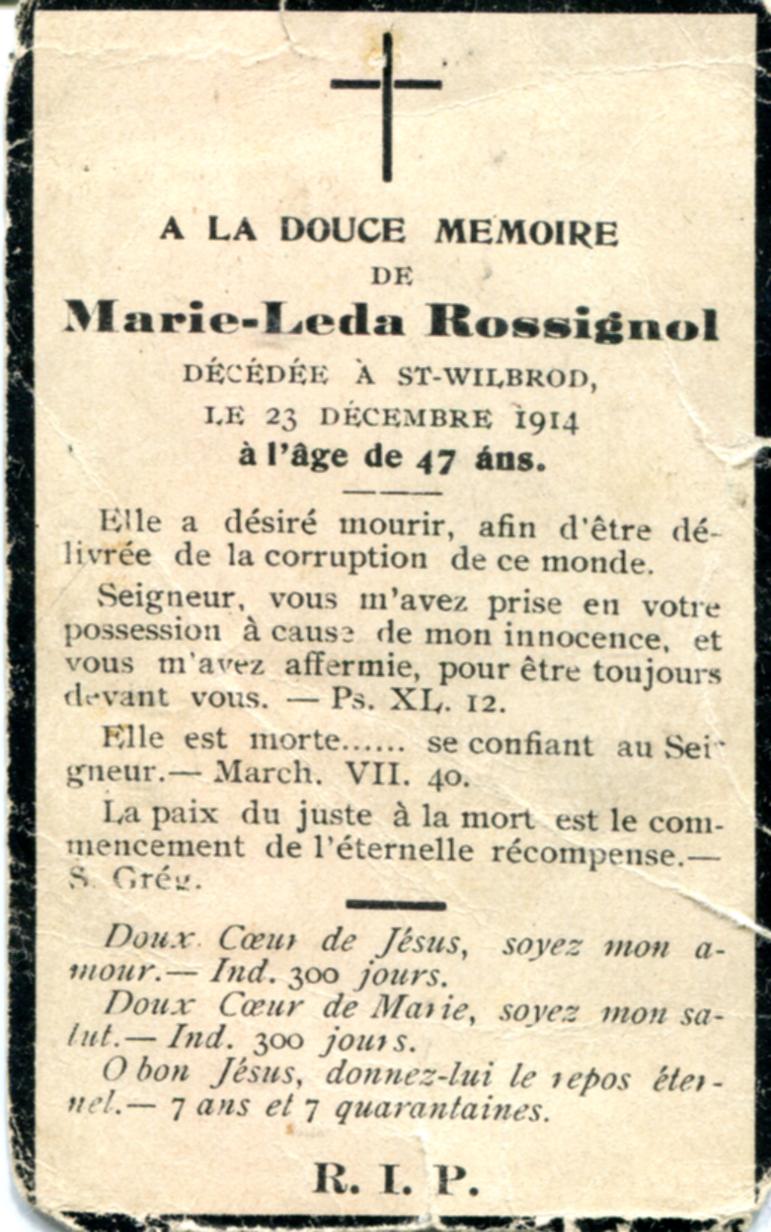 A LA DOUCE MEMOIRE
DE
Marie-Leda Rossignol
DÉCÉDÉE À ST-WILBROD,
LE 23 DÉCEMBRE 1914
à l'âge de 47 áns.
Elle a désiré mourir, afin d'être dé-
livrée de la corruption de ce monde.
Seigneur, vous m'avez prise en votre
possession à cause de mon innocence, et
vous m'avez affermie, pour être toujours
devant vous. — Ps. XL. 12.
Elle est morte...... se confiant au Sei-
gneur.— March. VII. 40.
La paix du juste à la mort est le com-
mencement de l'éternelle récompense.—
S. Grég.
Doux Cœur de Jésus, soyez mon a-
mour.— Ind. 300 jours.
Doux Cœur de Marie, soyez mon sa-
lut.— Ind. 300 jours.
O bon Jésus, donnez-lui le repos éter-
nel.— 7 ans et 7 quarantaines.
R. I. P.